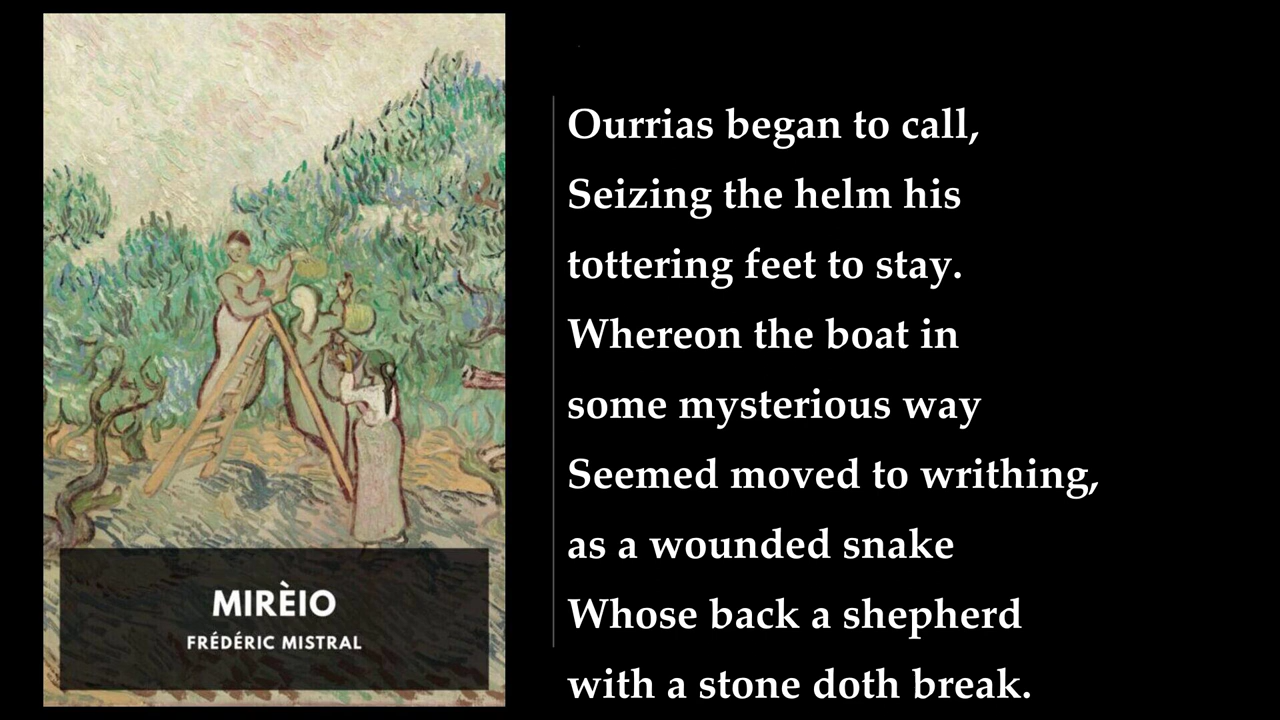 MIRÈIO
FRÉDÉRIC MISTRAL
Ourrias began to call,
Seizing the helm his
tottering feet to stay.
Whereon the boat in
some mysterious way
Seemed moved to writhing,
as a wounded snake
Whose back a shepherd
with a stone doth break.